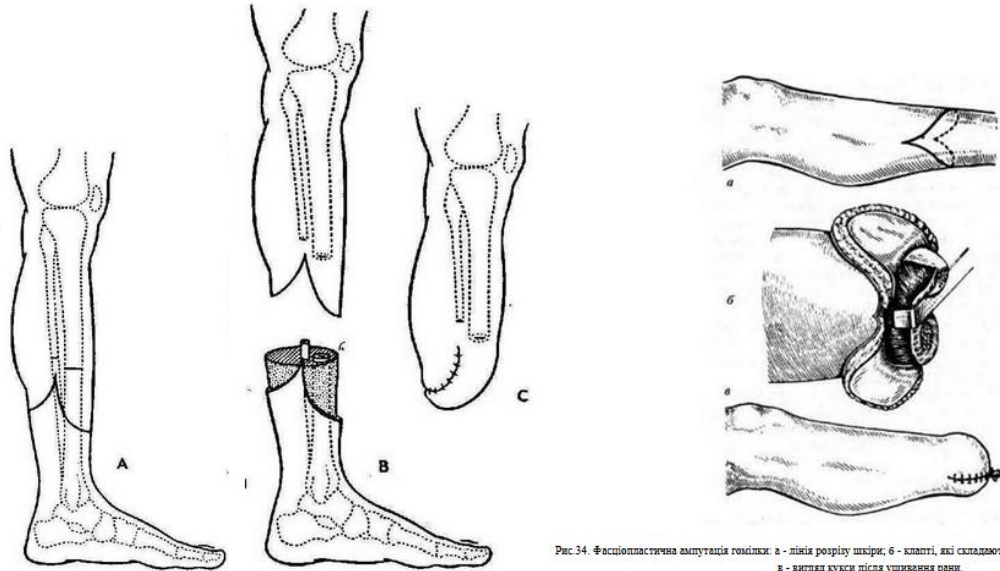 A
B
C
а
б
в
Рис.34. Фасціопластична ампутація гомілки: а - лінія розрізу шкіри; б - клапті, які складають
в - вигляд кукси після ушивання рани.